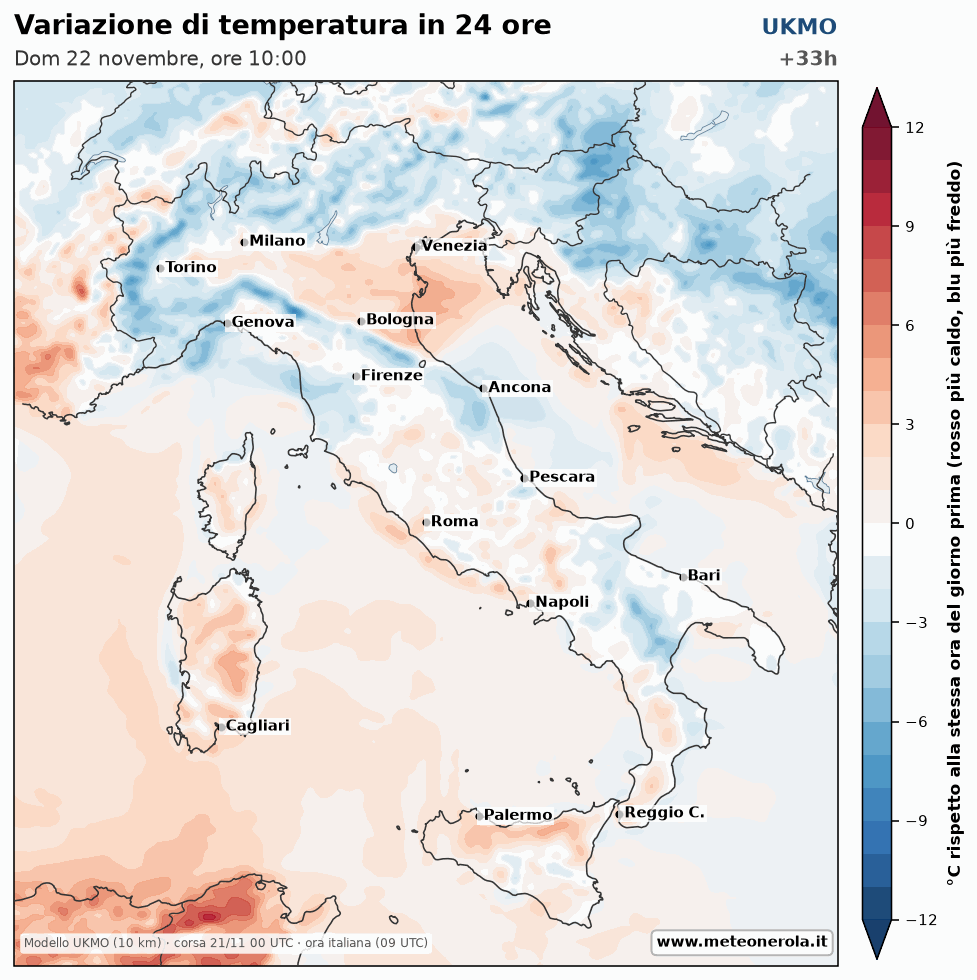 Variazione di temperatura in 24 ore
UKMO
Dom 22 novembre, ore 10:00
+33h
Milano
Venezia
Torino
Genova
Bologna
Firenze
Ancona
Pescara
Roma
Bari
Napoli
Cagliari
Palermo
Reggio C.
12
9
6
3
0
−3
−6
−9
−12
°C rispetto alla stessa ora del giorno prima (rosso più caldo, blu più freddo)
Modello UKMO (10 km) · corsa 21/11 00 UTC · ora italiana (09 UTC)
www.meteonerola.it